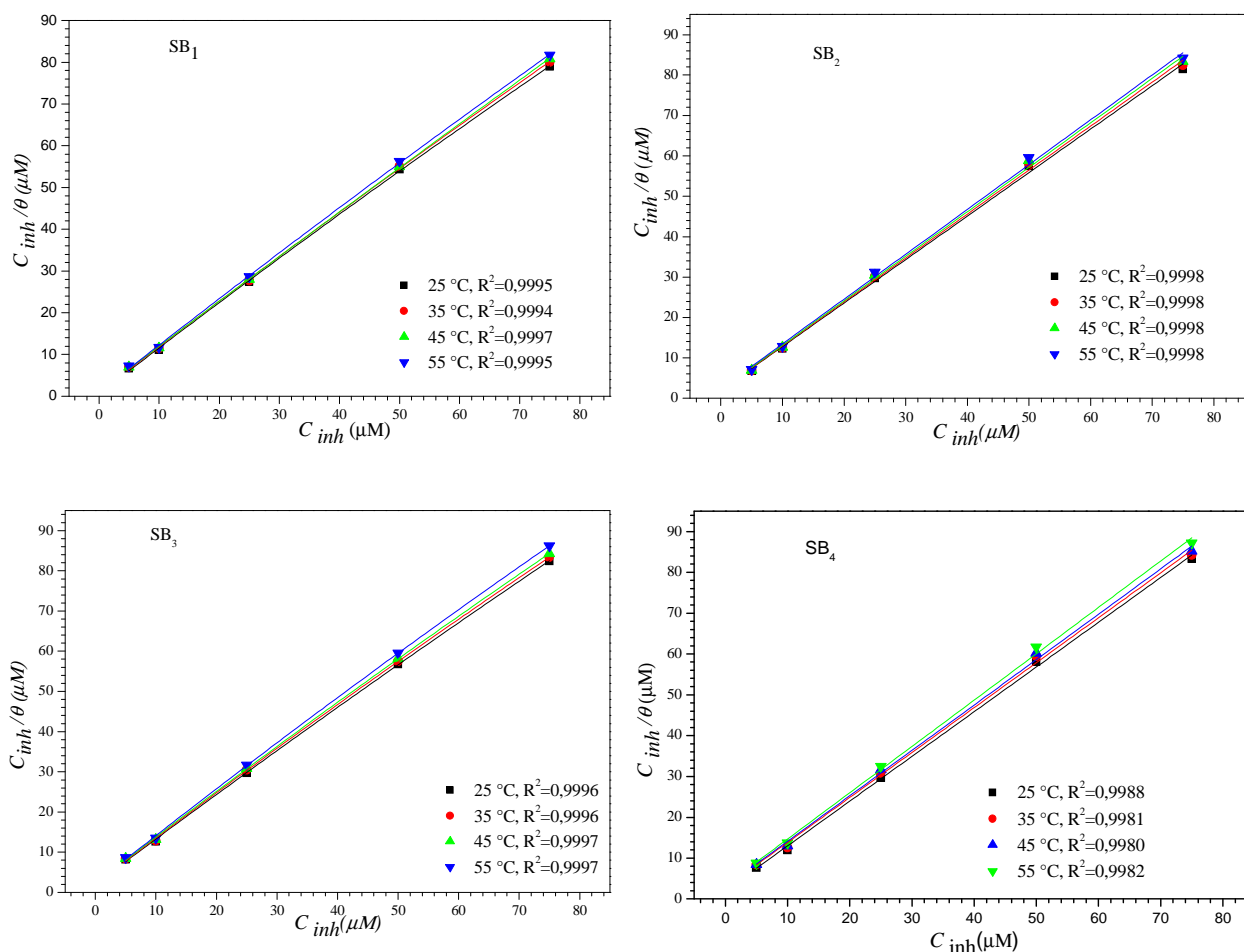 SB1
C inh /θ (μM)
90
80
70
60
50
40
30
20
10
0
25 °C, R2=0,9995
35 °C, R2=0,9994
45 °C, R2=0,9997
55 °C, R2=0,9995
0 10 20 30 40 50 60 70 80
C inh (μM)
SB2
Cinh /θ (μM)
90
80
70
60
50
40
30
20
10
0
25 °C, R2=0,9998
35 °C, R2=0,9998
45 °C, R2=0,9998
55 °C, R2=0,9998
0 10 20 30 40 50 60 70 80
C inh(μM)
SB3
Cinh /θ (μM)
90
80
70
60
50
40
30
20
10
0
25 °C, R2=0,9996
35 °C, R2=0,9996
45 °C, R2=0,9997
55 °C, R2=0,9997
0 10 20 30 40 50 60 70 80
C inh(μM)
SB4
C inh /θ (μM)
90
80
70
60
50
40
30
20
10
0
25 °C, R2=0,9988
35 °C, R2=0,9981
45 °C, R2=0,9980
55 °C, R2=0,9982
0 10 20 30 40 50 60 70 80
C inh(μM)